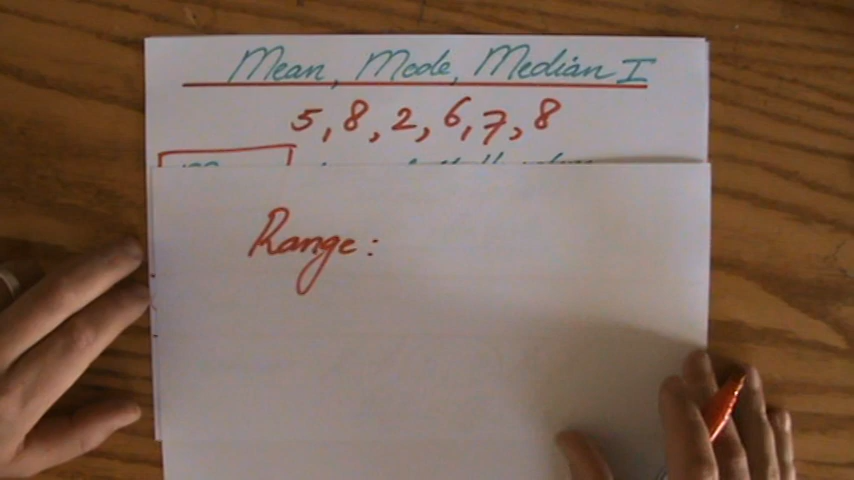 Mean, Mode, Median I
5, 8, 2, 6, 7, 8
Range: